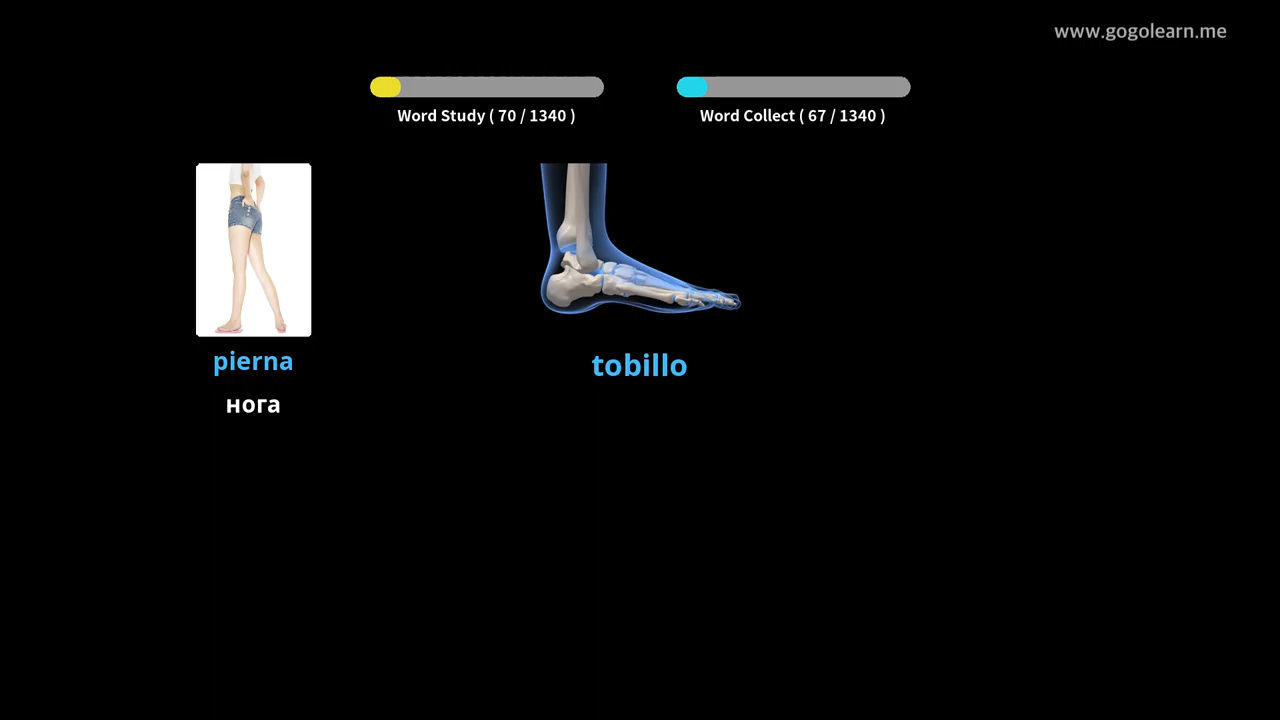 www.gogolearn.me
Word Study ( 70 / 1340 )
Word Collect ( 67 / 1340 )
pierna
нога
tobillo